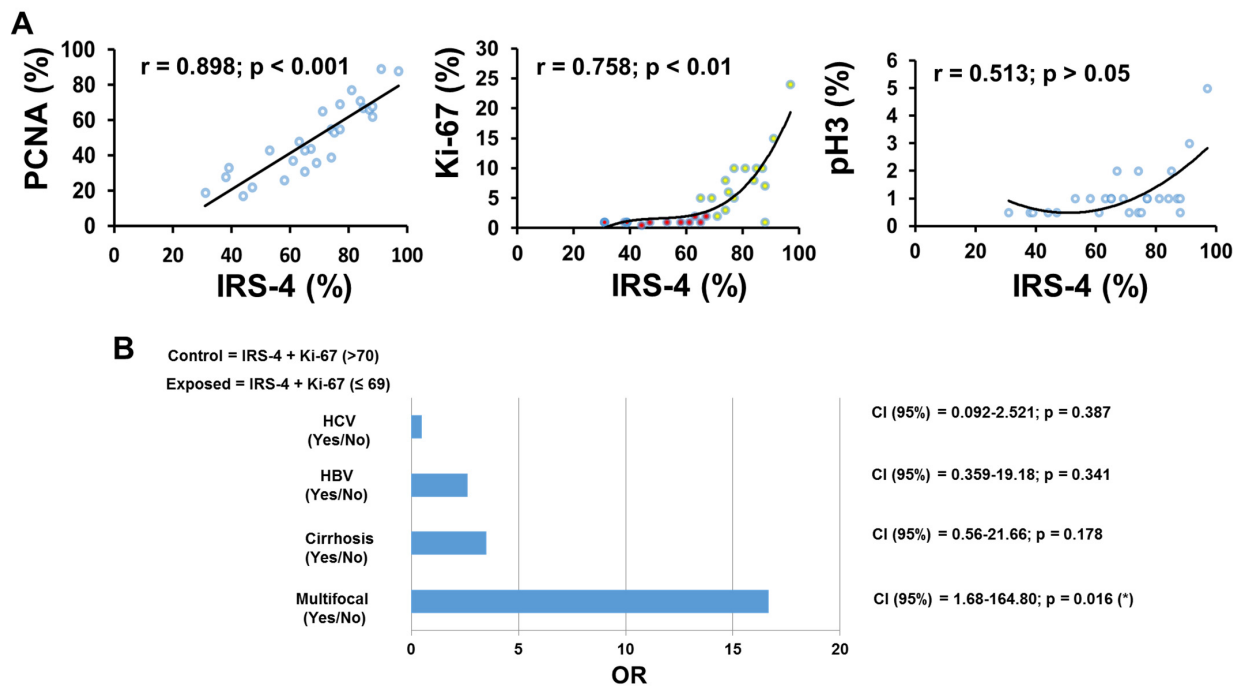 A
r = 0.898; p < 0.001
PCNA (%)
100
80
60
40
20
0
0 20 40 60 80 100
IRS-4 (%)
r = 0.758; p < 0.01
Ki-67 (%)
30
25
20
15
10
5
0
0 20 40 60 80 100
IRS-4 (%)
r = 0.513; p > 0.05
pH3 (%)
6
5
4
3
2
1
0
0 20 40 60 80 100
IRS-4 (%)
B
Control = IRS-4 + Ki-67 (>70)
Exposed = IRS-4 + Ki-67 (≤ 69)
HCV
(Yes/No)
CI (95%) = 0.092-2.521; p = 0.387
HBV
(Yes/No)
CI (95%) = 0.359-19.18; p = 0.341
Cirrhosis
(Yes/No)
CI (95%) = 0.56-21.66; p = 0.178
Multifocal
(Yes/No)
CI (95%) = 1.68-164.80; p = 0.016 (*)
0 5 10 15 20
OR